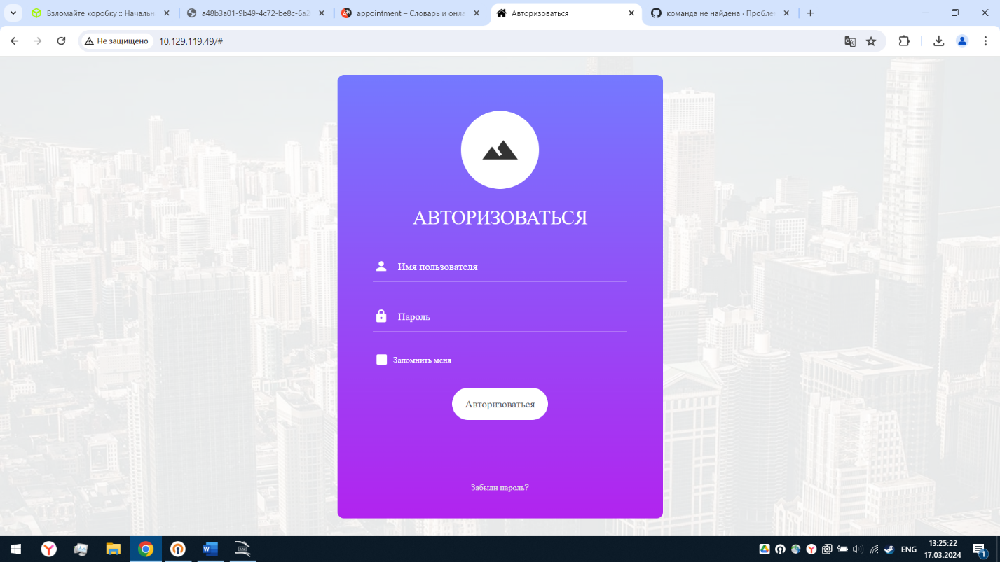 Взломайте коробку :: Начальн
a48b3a01-9b49-4c72-be8c-6a2
appointment – Словарь и онла
Авторизоваться
команда не найдена · Пробле
Не защищено
10.129.119.49/#
АВТОРИЗОВАТЬСЯ
Имя пользователя
Пароль
Запомнить меня
Авторизоваться
Забыли пароль?
ENG
13:25:22
17.03.2024
1